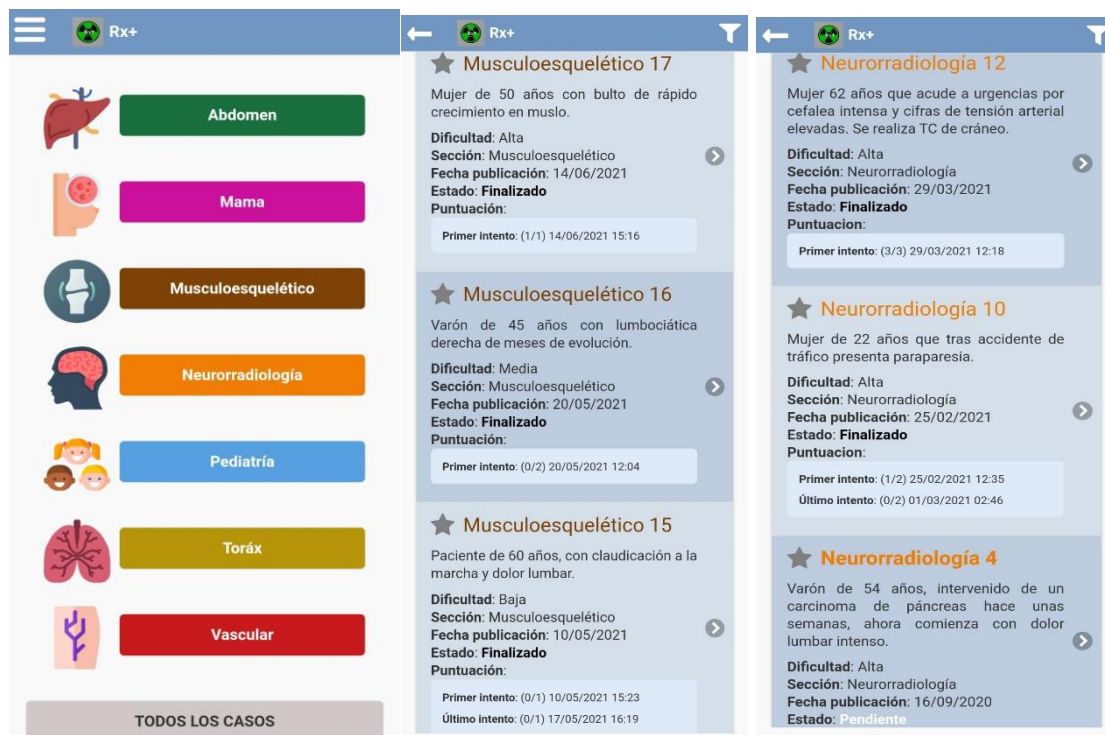 Rx+
Abdomen
Mama
Musculoesquelético
Neurorradiología
Pediatría
Toráx
Vascular
TODOS LOS CASOS
Rx+
Musculoesquelético 17
Mujer de 50 años con bulto de rápido
crecimiento en muslo.
Dificultad: Alta
Sección: Musculoesquelético
Fecha publicación: 14/06/2021
Estado: Finalizado
Puntuación:
Primer intento: (1/1) 14/06/2021 15:16
Musculoesquelético 16
Varón de 45 años con lumbociática
derecha de meses de evolución.
Dificultad: Media
Sección: Musculoesquelético
Fecha publicación: 20/05/2021
Estado: Finalizado
Puntuación:
Primer intento: (0/2) 20/05/2021 12:04
Musculoesquelético 15
Paciente de 60 años, con claudicación a la
marcha y dolor lumbar.
Dificultad: Baja
Sección: Musculoesquelético
Fecha publicación: 10/05/2021
Estado: Finalizado
Puntuación:
Primer intento: (0/1) 10/05/2021 15:23
Último intento: (0/1) 17/05/2021 16:19
Rx+
Neurorradiología 12
Mujer 62 años que acude a urgencias por
cefalea intensa y cifras de tensión arterial
elevadas. Se realiza TC de cráneo.
Dificultad: Alta
Sección: Neurorradiología
Fecha publicación: 29/03/2021
Estado: Finalizado
Puntuacion:
Primer intento: (3/3) 29/03/2021 12:18
Neurorradiología 10
Mujer de 22 años que tras accidente de
tráfico presenta paraparesia.
Dificultad: Alta
Sección: Neurorradiología
Fecha publicación: 25/02/2021
Estado: Finalizado
Puntuacion:
Primer intento: (1/2) 25/02/2021 12:35
Último intento: (0/2) 01/03/2021 02:46
Neurorradiología 4
Varón de 54 años, intervenido de un
carcinoma de páncreas hace unas
semanas, ahora comienza con dolor
lumbar intenso.
Dificultad: Alta
Sección: Neurorradiología
Fecha publicación: 16/09/2020
Estado: Pendiente